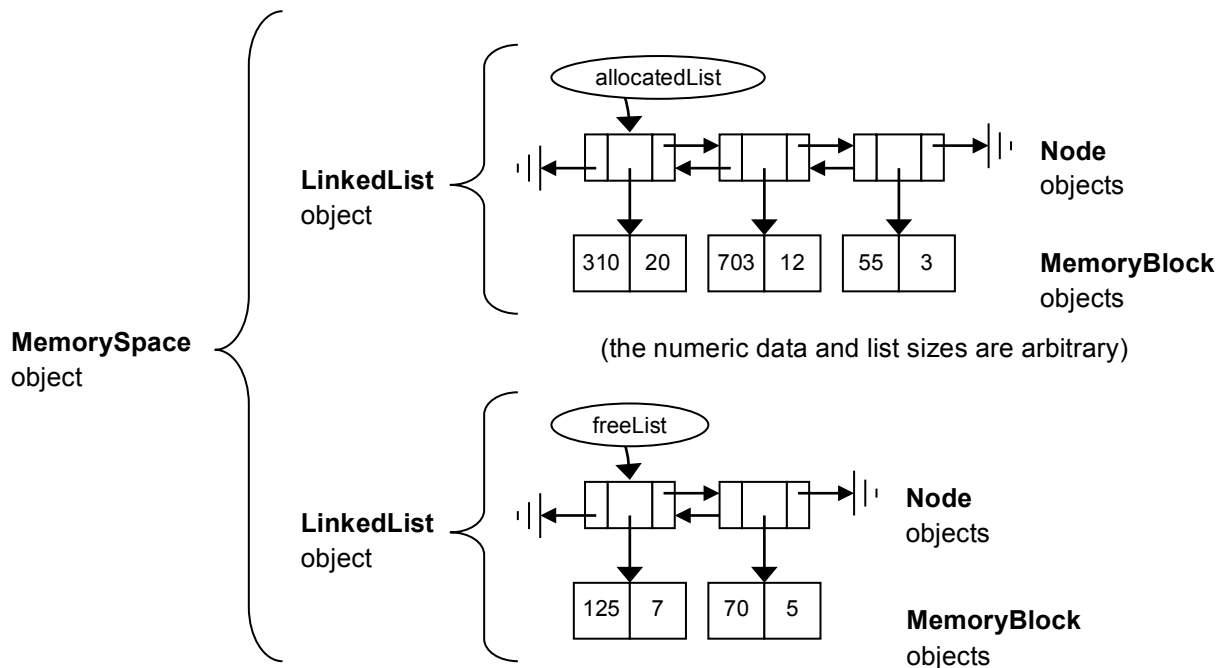 allocatedList
Node
objects
LinkedList
object
310 20 703 12 55 3
MemoryBlock
objects
MemorySpace
object
(the numeric data and list sizes are arbitrary)
freeList
Node
objects
LinkedList
object
125 7 70 5
MemoryBlock
objects